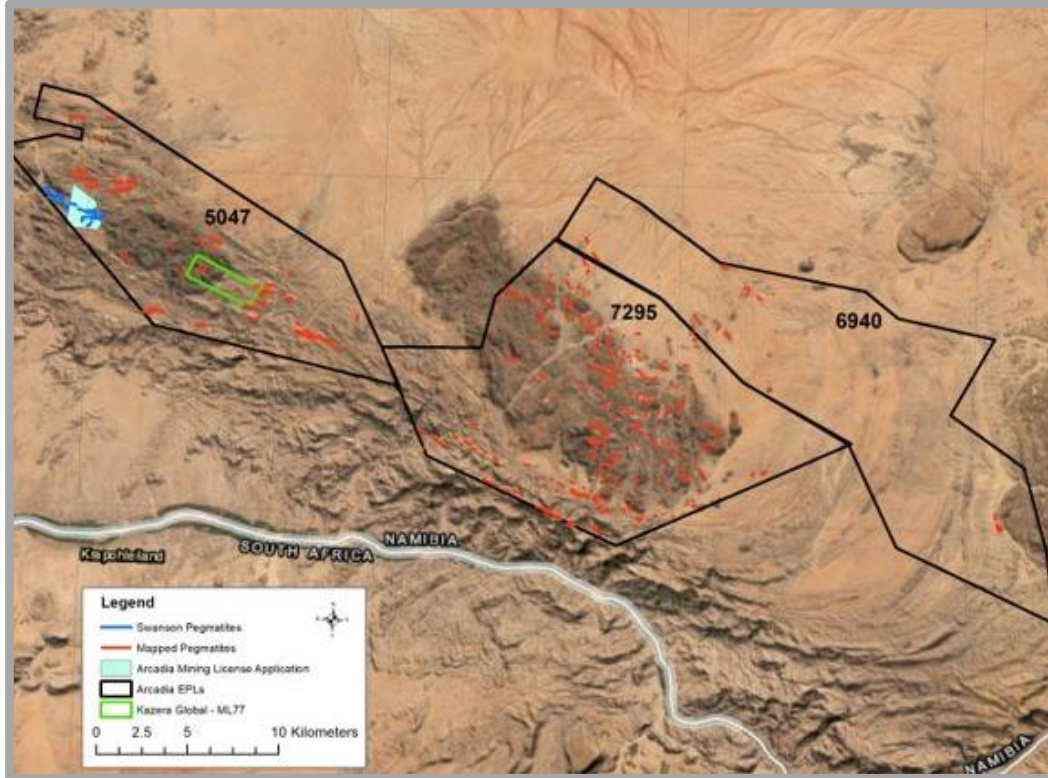 5047
7295
6940
NAMIBIA
SOUTH AFRICA
Legend
Swanson Pegmatites
Mapped Pegmatites
Arcadia Mining License Application
Arcadia EPLs
Kazera Global - ML77
0 2.5 5 10 Kilometers
NAMIBIA